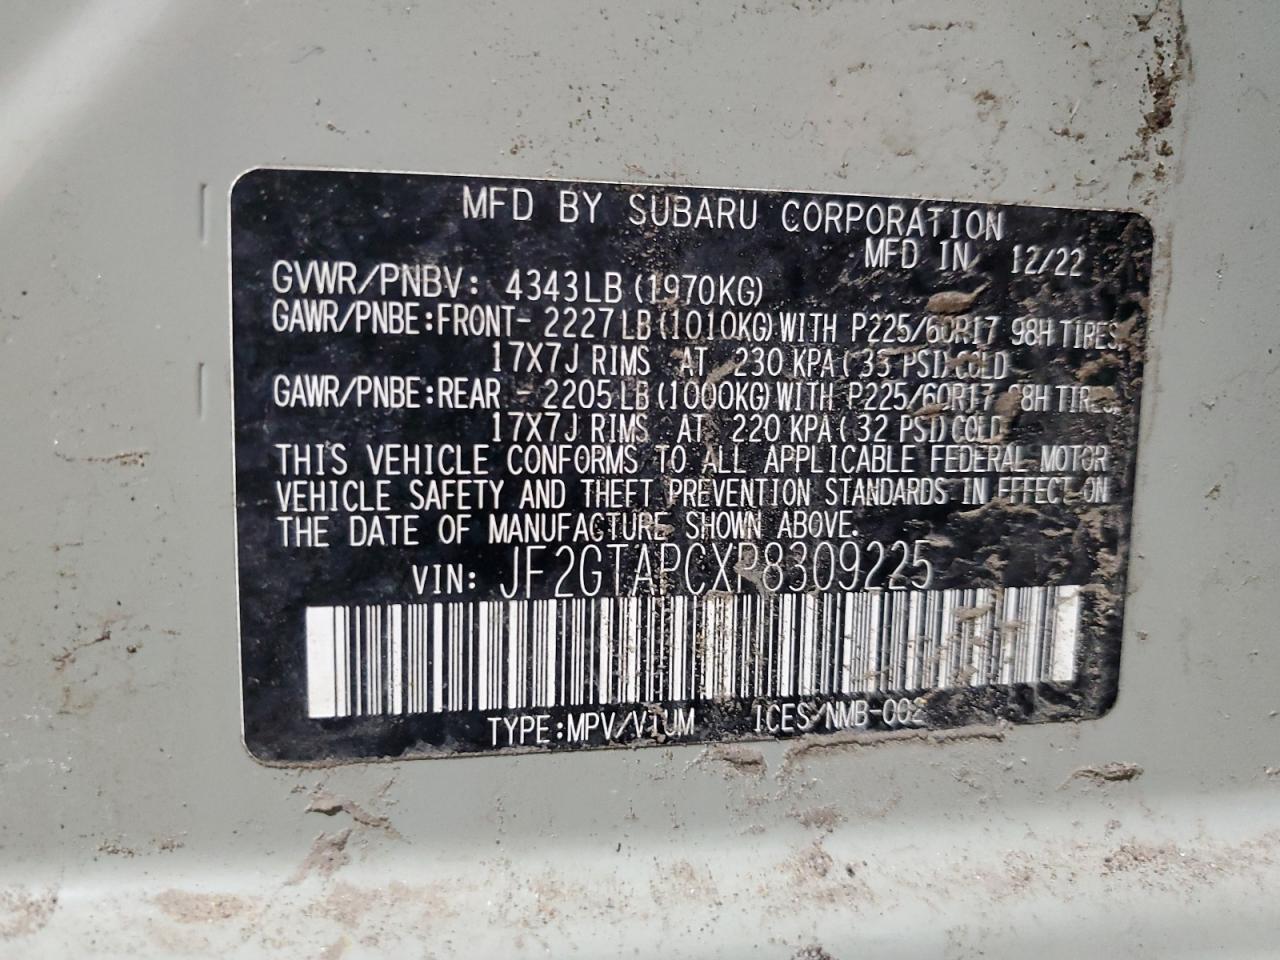 MFD BY SUBARU CORPORATION
MFD IN 12/22
GVWR/PNBV: 4343LB(1970KG)
GAWR/PNBE:FRONT- 2227LB(1010KG)WITH P225/60R17 98H TIRES,
17X7J RIMS AT 230 KPA(33 PSI)COLD
GAWR/PNBE:REAR - 2205LB(1000KG)WITH P225/60R17 98H TIRES,
17X7J RIMS AT 220 KPA(32 PSI)COLD
THIS VEHICLE CONFORMS TO ALL APPLICABLE FEDERAL MOTOR
VEHICLE SAFETY AND THEFT PREVENTION STANDARDS IN EFFECT ON
THE DATE OF MANUFACTURE SHOWN ABOVE.
VIN: JF2GTAPCXP8309225
TYPE:MPV/VTUM ICES/NMB-002